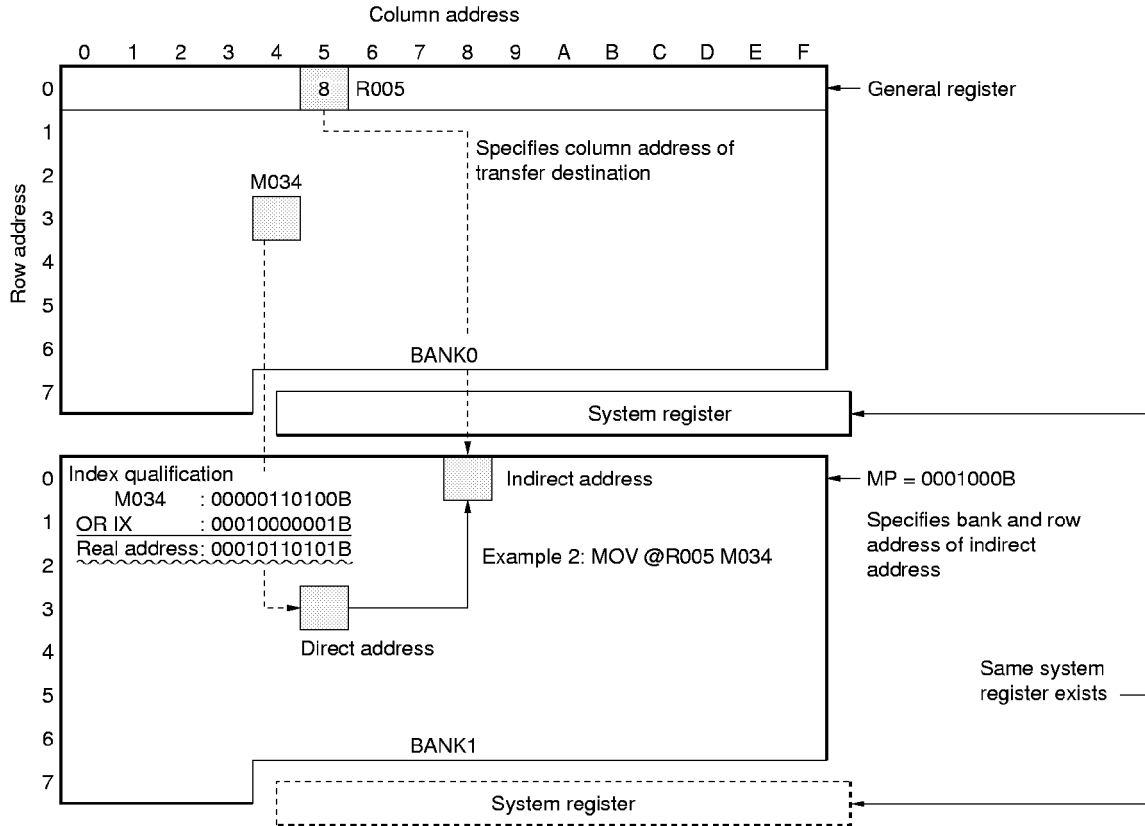 Column address
0 1 2 3 4 5 6 7 8 9 A B C D E F
0 8 R005 General register
1
Specifies column address of
transfer destination
2
M034
3
Row address
4
5
6
BANK0
7
System register
0 Index qualification Indirect address MP = 0001000B
M034 : 00000110100B
1 OR IX : 00010000001B Specifies bank and row
Real address: 00010110101B address of indirect
2 Example 2: MOV @R005 M034 address
3
Direct address
4
Same system
5 register exists
6
BANK1
7
System register